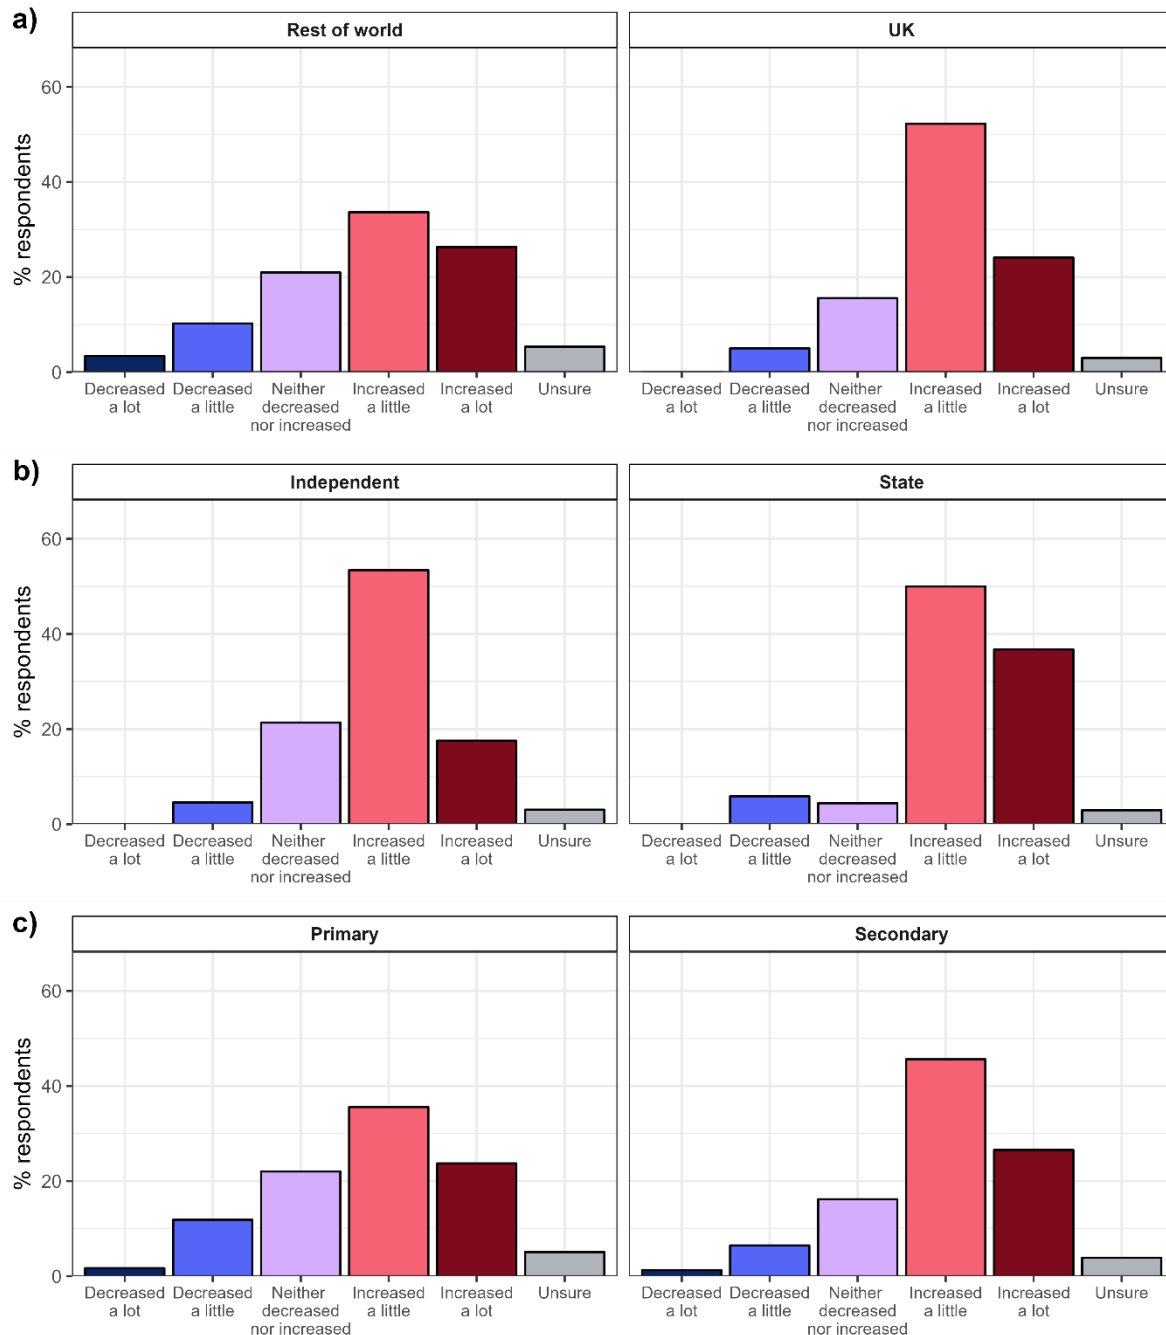 a)
Rest of world
UK
% respondents
60
40
20
0
Decreased
a lot
Decreased
a little
Neither
decreased
nor increased
Increased
a little
Increased
a lot
Unsure
Decreased
a lot
Decreased
a little
Neither
decreased
nor increased
Increased
a little
Increased
a lot
Unsure
b)
Independent
State
% respondents
60
40
20
0
Decreased
a lot
Decreased
a little
Neither
decreased
nor increased
Increased
a little
Increased
a lot
Unsure
Decreased
a lot
Decreased
a little
Neither
decreased
nor increased
Increased
a little
Increased
a lot
Unsure
c)
Primary
Secondary
% respondents
60
40
20
0
Decreased
a lot
Decreased
a little
Neither
decreased
nor increased
Increased
a little
Increased
a lot
Unsure
Decreased
a lot
Decreased
a little
Neither
decreased
nor increased
Increased
a little
Increased
a lot
Unsure